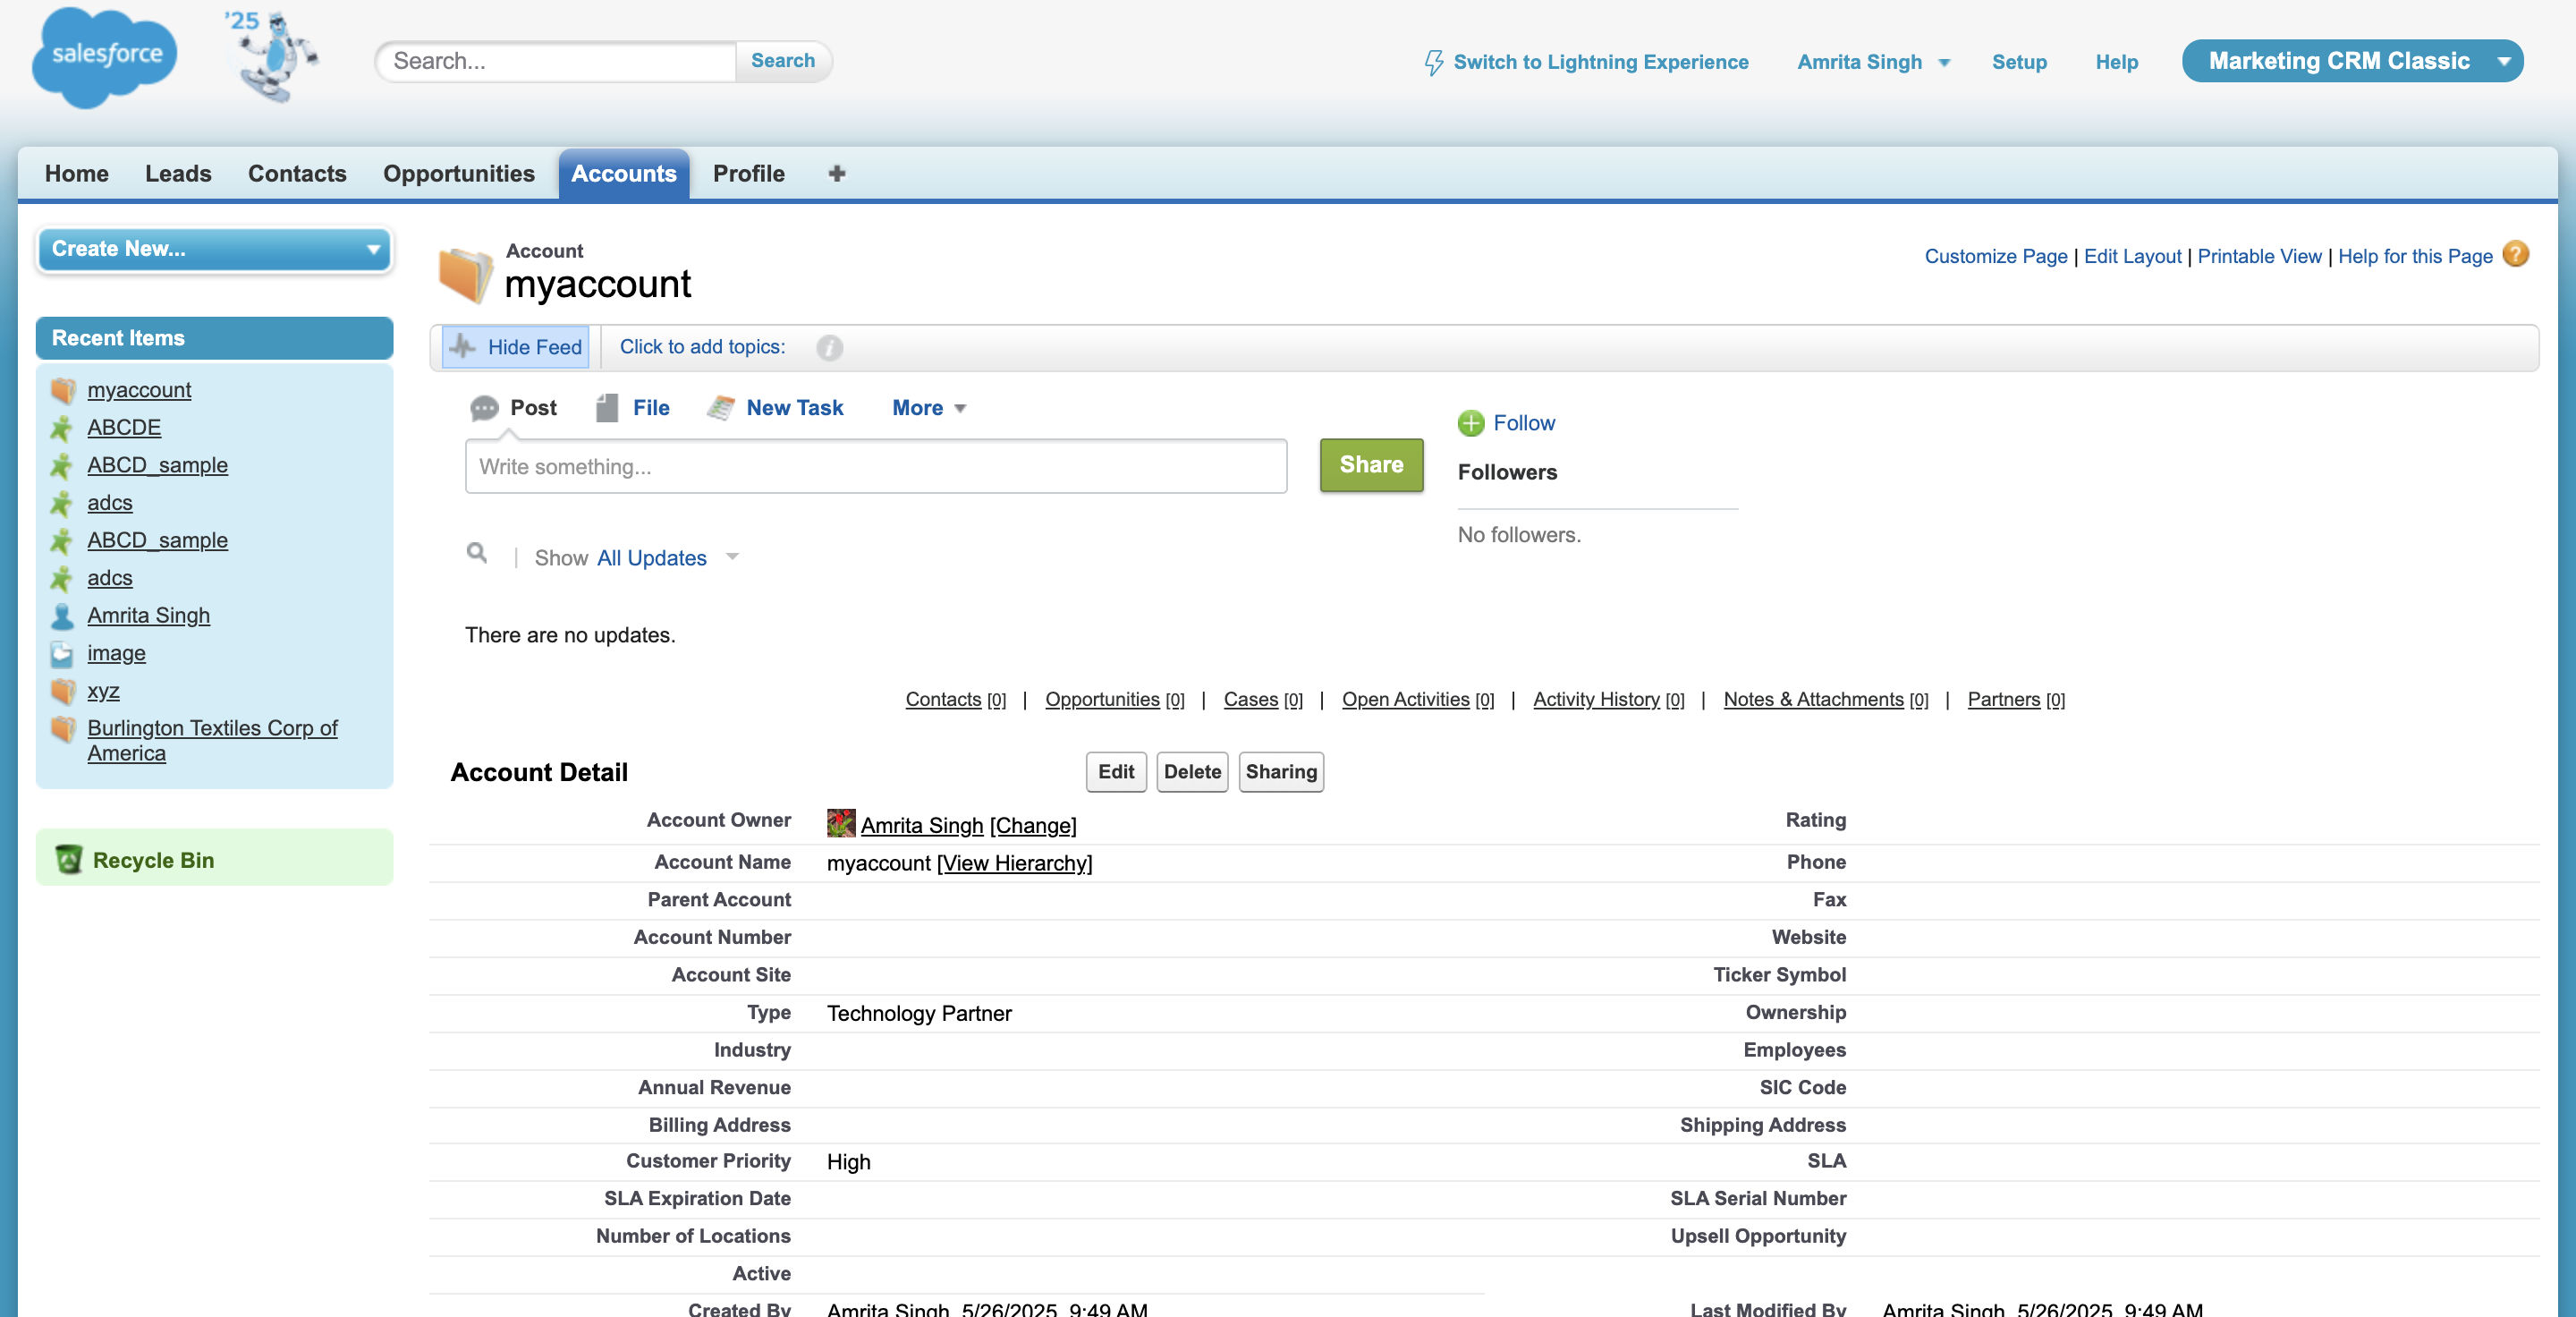 salesforce
'25
Search...
Search
Switch to Lightning Experience
Amrita Singh
Setup
Help
Marketing CRM Classic
Home
Leads
Contacts
Opportunities
Accounts
Profile
Create New...
Recent Items
myaccount
ABCDE
ABCD_sample
adcs
ABCD_sample
adcs
Amrita Singh
image
xyz
Burlington Textiles Corp of
America
Recycle Bin
Account
myaccount
Customize Page | Edit Layout | Printable View | Help for this Page ?
Hide Feed
Click to add topics:
Post
File
New Task
More
Write something...
Share
Follow
Followers
No followers.
Show All Updates
There are no updates.
Contacts [0] | Opportunities [0] | Cases [0] | Open Activities [0] | Activity History [0] | Notes & Attachments [0] | Partners [0]
Account Detail
Edit
Delete
Sharing
Account Owner Amrita Singh [Change]
Rating
Account Name myaccount [View Hierarchy]
Phone
Parent Account
Fax
Account Number
Website
Account Site
Ticker Symbol
Type Technology Partner
Ownership
Industry
Employees
Annual Revenue
SIC Code
Billing Address
Shipping Address
Customer Priority High
SLA
SLA Expiration Date
SLA Serial Number
Number of Locations
Upsell Opportunity
Active
Created By Amrita Singh, 5/26/2025, 9:49 AM
Last Modified By Amrita Singh, 5/26/2025, 9:49 AM